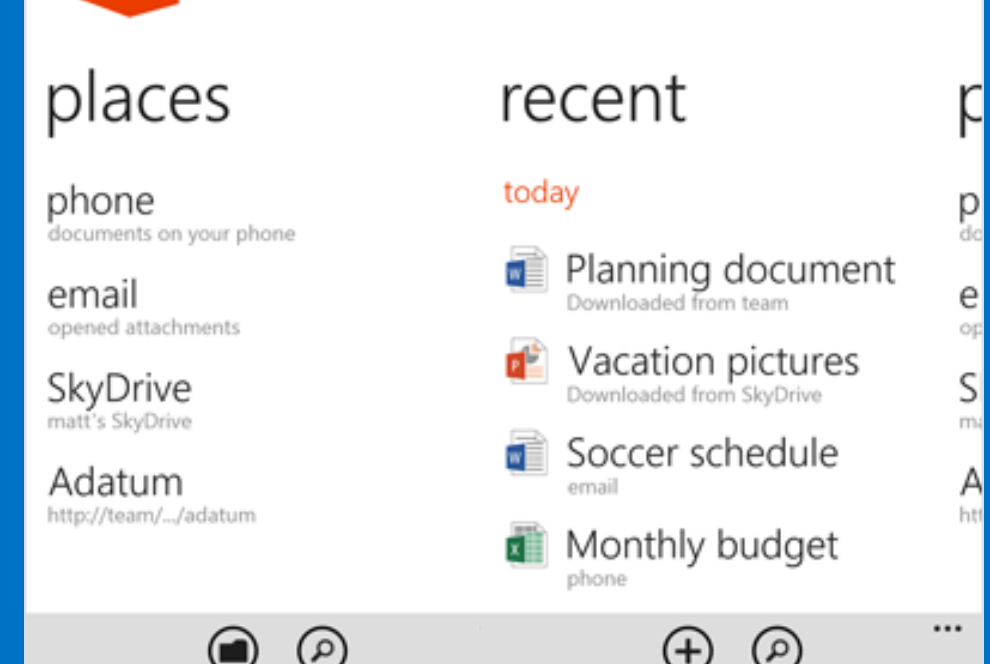 places
phone
documents on your phone
email
opened attachments
SkyDrive
matt's SkyDrive
Adatum
http://team/.../adatum
recent
today
Planning document
Downloaded from team
Vacation pictures
Downloaded from SkyDrive
Soccer schedule
email
Monthly budget
phone